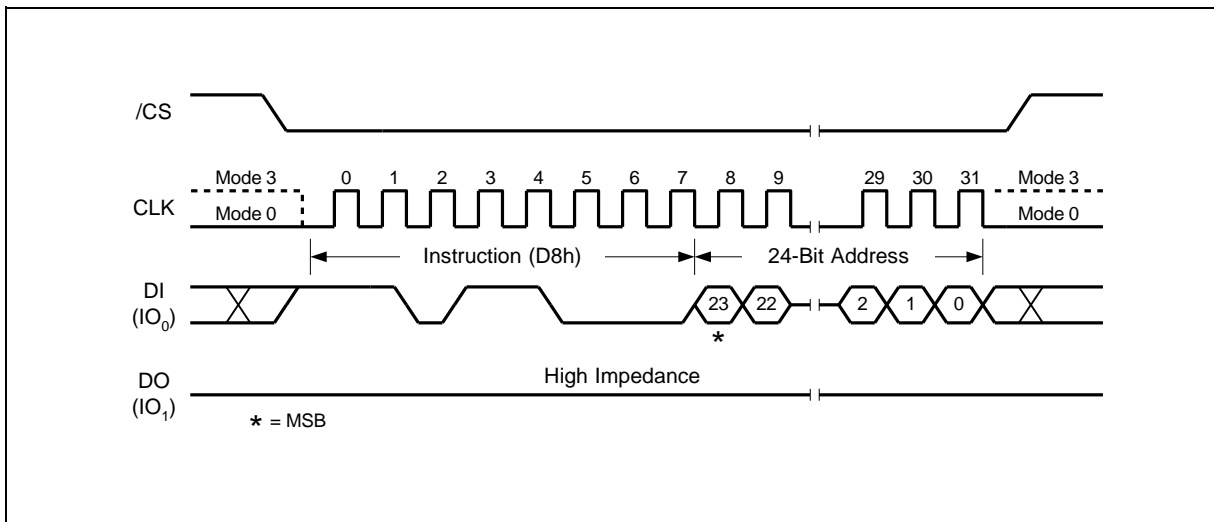 /CS
Mode 3
0 1 2 3 4 5 6 7 8 9 29 30 31
Mode 3
CLK
Mode 0
Mode 0
Instruction (D8h)
24-Bit Address
DI
(IO0)
23 22 2 1 0
*
High Impedance
DO
(IO1)
* = MSB